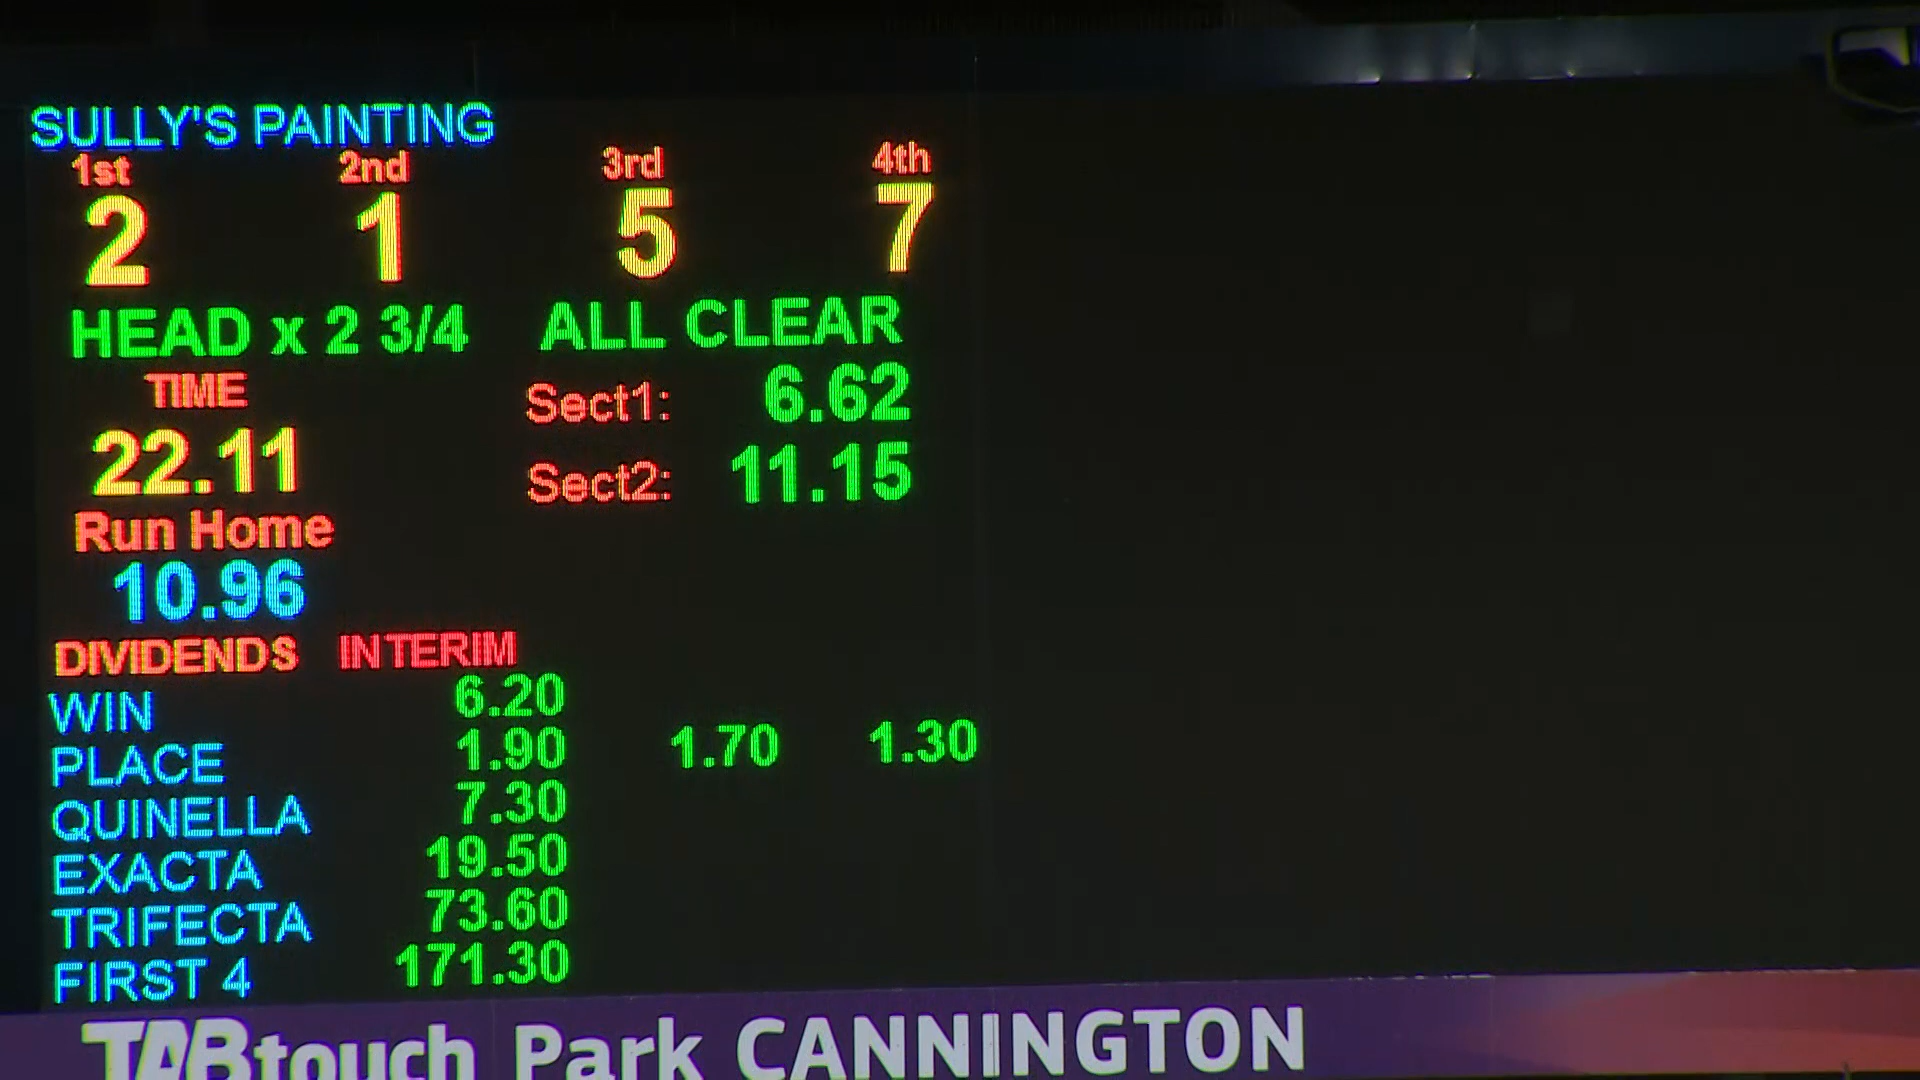 SULLY'S PAINTING
1st 2nd 3rd 4th
2 1 5 7
HEAD x 2 3/4 ALL CLEAR
TIME Sect1: 6.62
22.11 Sect2: 11.15
Run Home
10.96
DIVIDENDS INTERIM
WIN 6.20
PLACE 1.90 1.70 1.30
QUINELLA 7.30
EXACTA 19.50
TRIFECTA 73.60
FIRST 4 171.30
TABtouch Park CANNINGTON